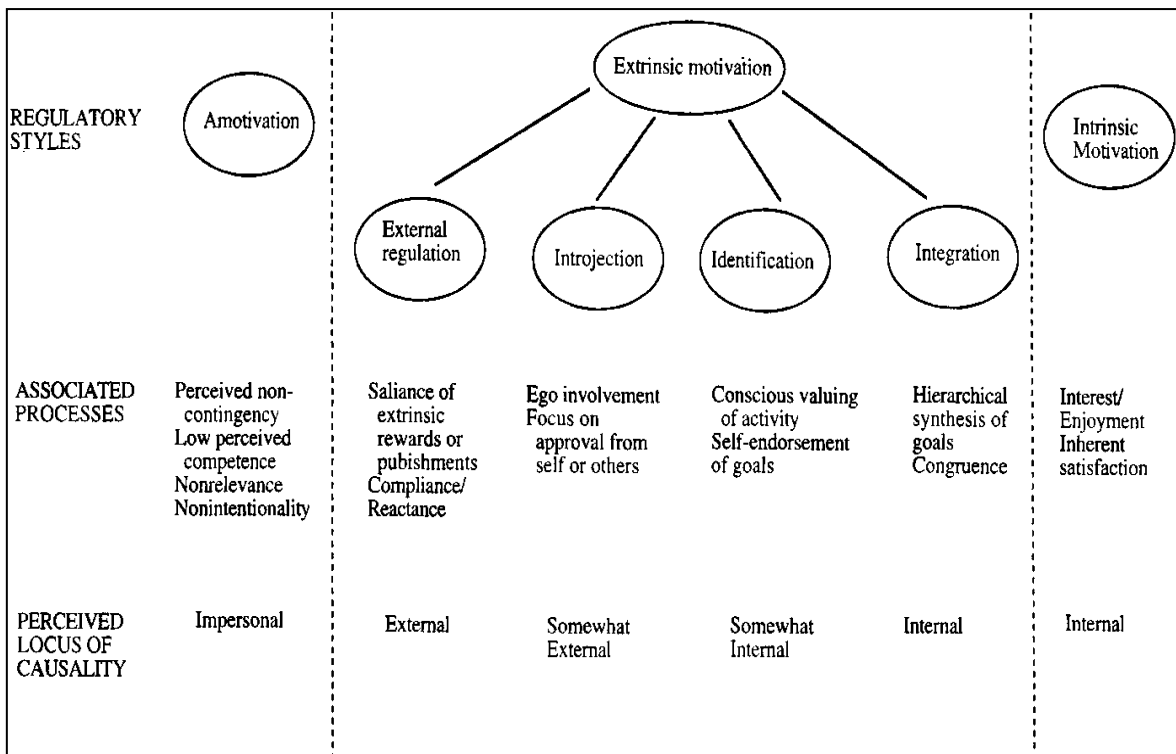 Extrinsic motivation
REGULATORY
STYLES
Amotivation
Intrinsic
Motivation
External
regulation
Introjection
Identification
Integration
ASSOCIATED
PROCESSES
Perceived non-
contingency
Low perceived
competence
Nonrelevance
Nonintentionality
Saliance of
extrinsic
rewards or
pubishments
Compliance/
Reactance
Ego involvement
Focus on
approval from
self or others
Conscious valuing
of activity
Self-endorsement
of goals
Hierarchical
synthesis of
goals
Congruence
Interest/
Enjoyment
Inherent
satisfaction
PERCEIVED
LOCUS OF
CAUSALITY
Impersonal
External
Somewhat
External
Somewhat
Internal
Internal
Internal